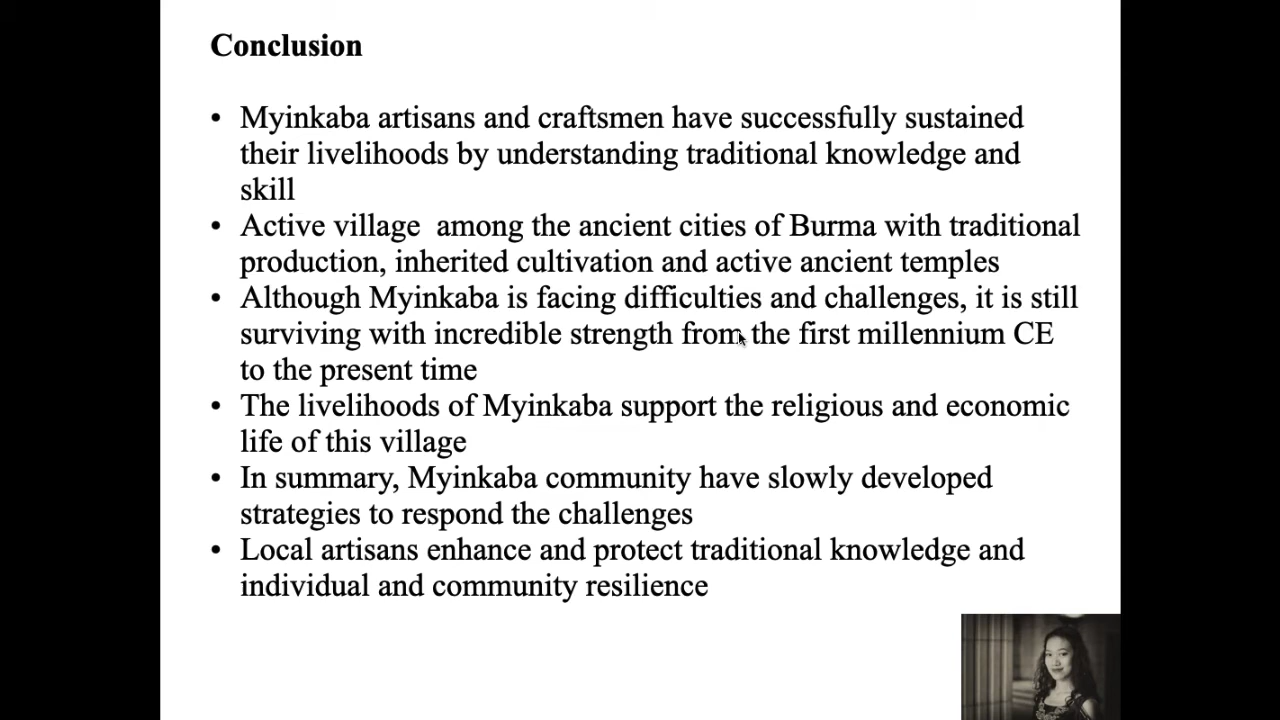 Conclusion
• Myinkaba artisans and craftsmen have successfully sustained
their livelihoods by understanding traditional knowledge and
skill
• Active village  among the ancient cities of Burma with traditional
production, inherited cultivation and active ancient temples
• Although Myinkaba is facing difficulties and challenges, it is still
surviving with incredible strength from the first millennium CE
to the present time
• The livelihoods of Myinkaba support the religious and economic
life of this village
• In summary, Myinkaba community have slowly developed
strategies to respond the challenges
• Local artisans enhance and protect traditional knowledge and
individual and community resilience